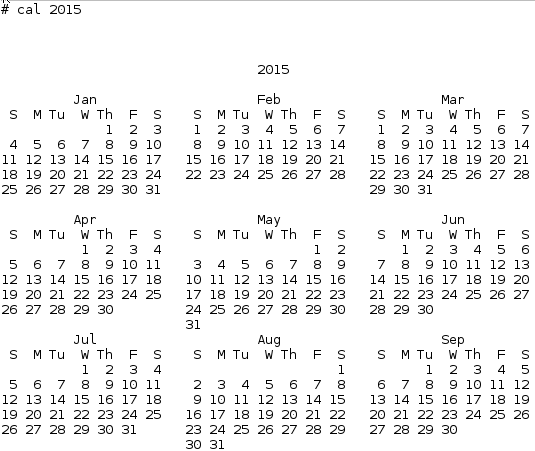 # cal 2015
2015
Jan Feb Mar
S M Tu W Th F S S M Tu W Th F S S M Tu W Th F S
1 2 3 1 2 3 4 5 6 7 1 2 3 4 5 6 7
4 5 6 7 8 9 10 8 9 10 11 12 13 14 8 9 10 11 12 13 14
11 12 13 14 15 16 17 15 16 17 18 19 20 21 15 16 17 18 19 20 21
18 19 20 21 22 23 24 22 23 24 25 26 27 28 22 23 24 25 26 27 28
25 26 27 28 29 30 31 29 30 31
Apr May Jun
S M Tu W Th F S S M Tu W Th F S S M Tu W Th F S
1 2 3 4 1 2 1 2 3 4 5 6
5 6 7 8 9 10 11 3 4 5 6 7 8 9 7 8 9 10 11 12 13
12 13 14 15 16 17 18 10 11 12 13 14 15 16 14 15 16 17 18 19 20
19 20 21 22 23 24 25 17 18 19 20 21 22 23 21 22 23 24 25 26 27
26 27 28 29 30 24 25 26 27 28 29 30 28 29 30
31
Jul Aug Sep
S M Tu W Th F S S M Tu W Th F S S M Tu W Th F S
1 2 3 4 1 1 2 3 4 5
5 6 7 8 9 10 11 2 3 4 5 6 7 8 6 7 8 9 10 11 12
12 13 14 15 16 17 18 9 10 11 12 13 14 15 13 14 15 16 17 18 19
19 20 21 22 23 24 25 16 17 18 19 20 21 22 20 21 22 23 24 25 26
26 27 28 29 30 31 23 24 25 26 27 28 29 27 28 29 30
30 31